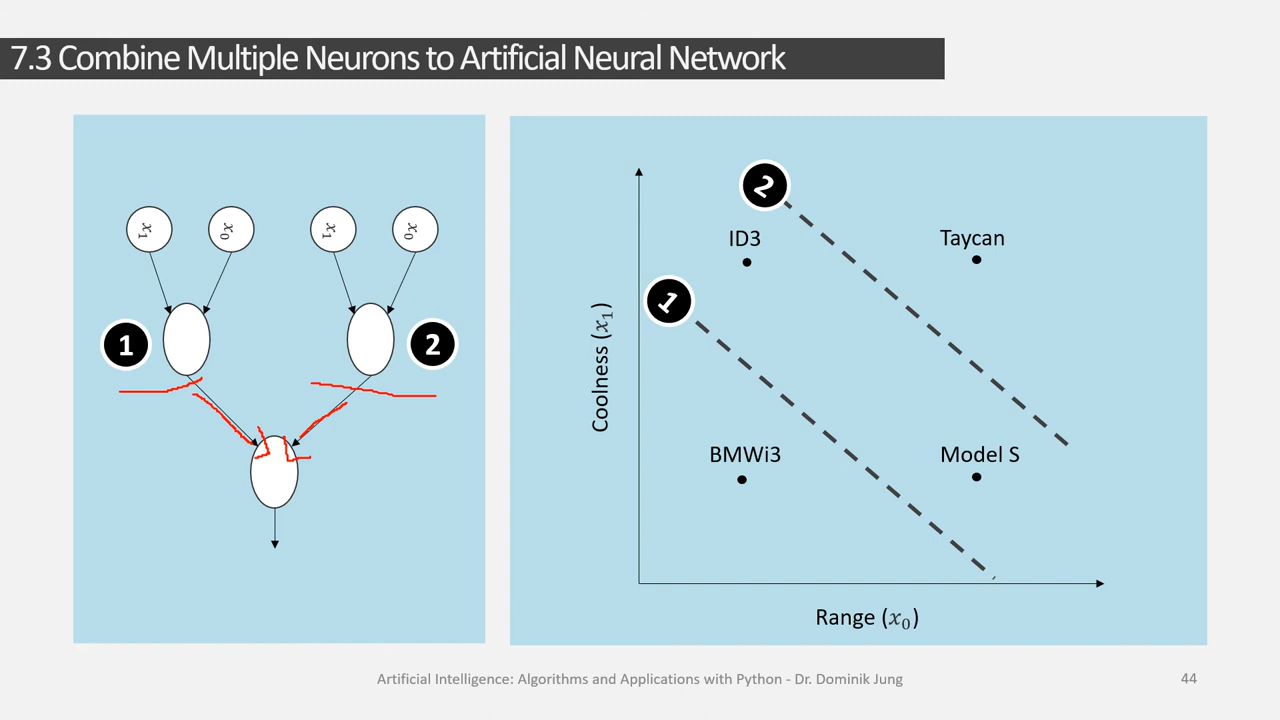 7.3 Combine Multiple Neurons to Artificial Neural Network
x₁
x₀
x₁
x₀
1
2
2
ID3
Taycan
1
Coolness (x₁)
BMWi3
Model S
Range (x₀)
Artificial Intelligence: Algorithms and Applications with Python - Dr. Dominik Jung
44